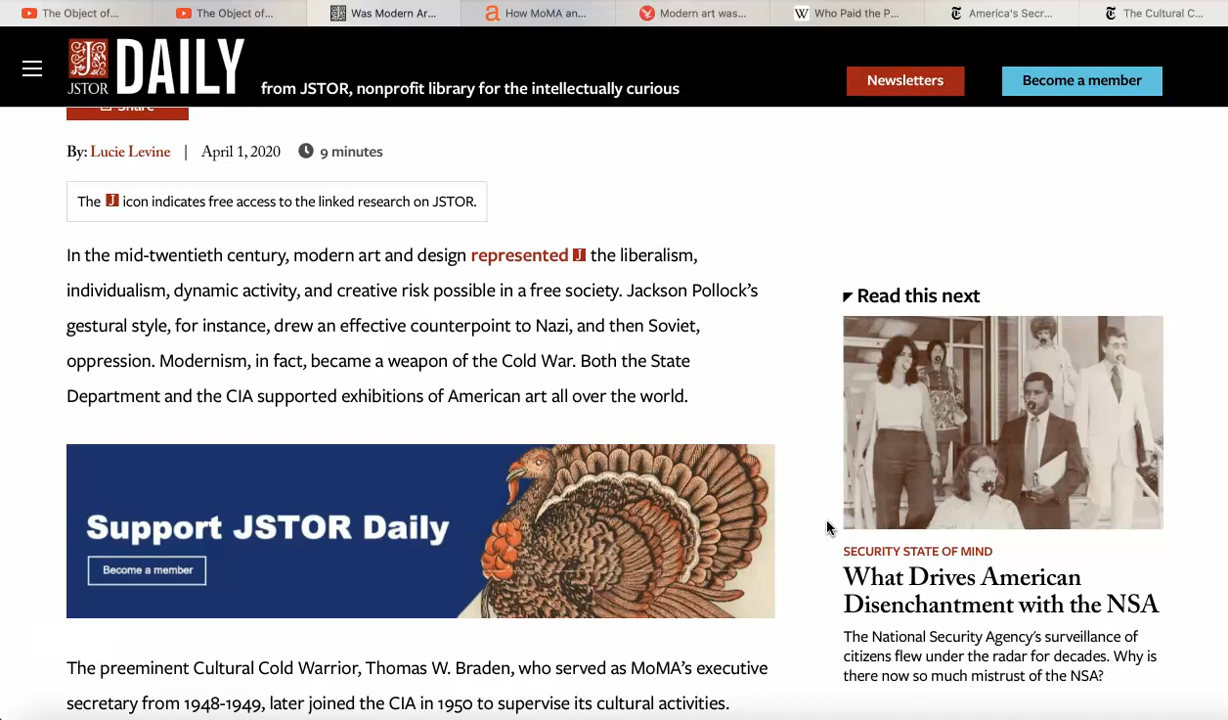 The Object of...
The Object of...
Was Modern Ar...
How MoMA an...
Modern art was...
Who Paid the P...
America's Secr...
The Cultural C...
JSTOR DAILY
from JSTOR, nonprofit library for the intellectually curious
Newsletters
Become a member
Share
By: Lucie Levine | April 1, 2020 9 minutes
The J icon indicates free access to the linked research on JSTOR.
In the mid-twentieth century, modern art and design represented J the liberalism,
individualism, dynamic activity, and creative risk possible in a free society. Jackson Pollock’s
gestural style, for instance, drew an effective counterpoint to Nazi, and then Soviet,
oppression. Modernism, in fact, became a weapon of the Cold War. Both the State
Department and the CIA supported exhibitions of American art all over the world.
Support JSTOR Daily
Become a member
The preeminent Cultural Cold Warrior, Thomas W. Braden, who served as MoMA’s executive
secretary from 1948-1949, later joined the CIA in 1950 to supervise its cultural activities.
Read this next
SECURITY STATE OF MIND
What Drives American
Disenchantment with the NSA
The National Security Agency's surveillance of
citizens flew under the radar for decades. Why is
there now so much mistrust of the NSA?